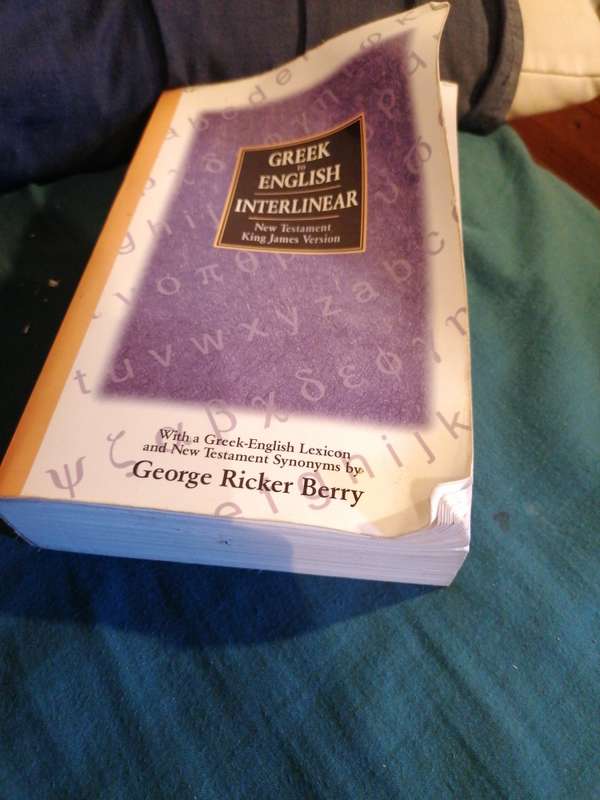 GREEK
TO
ENGLISH
INTERLINEAR
New Testament
King James Version
t u v w x y z a b c
ψ ζ α β χ δ ε φ γ η
With a Greek-English Lexicon
and New Testament Synonyms by
George Ricker Berry
e f g h i j k